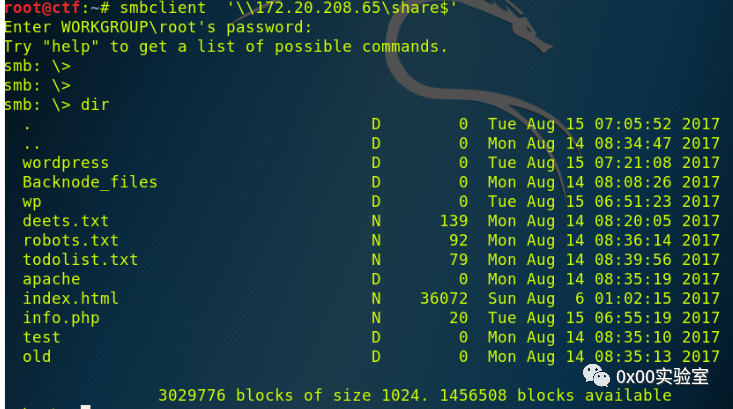 root@ctf:~# smbclient  '\\172.20.208.65\share$'
Enter WORKGROUP\root's password:
Try "help" to get a list of possible commands.
smb: \>
smb: \>
smb: \> dir
  .                                   D        0  Tue Aug 15 07:05:52 2017
  ..                                  D        0  Mon Aug 14 08:34:47 2017
  wordpress                           D        0  Tue Aug 15 07:21:08 2017
  Backnode_files                      D        0  Mon Aug 14 08:08:26 2017
  wp                                  D        0  Tue Aug 15 06:51:23 2017
  deets.txt                           N      139  Mon Aug 14 08:20:05 2017
  robots.txt                          N       92  Mon Aug 14 08:36:14 2017
  todolist.txt                        N       79  Mon Aug 14 08:39:56 2017
  apache                              D        0  Mon Aug 14 08:35:19 2017
  index.html                          N    36072  Sun Aug  6 01:02:15 2017
  info.php                            N       20  Tue Aug 15 06:55:19 2017
  test                                D        0  Mon Aug 14 08:35:10 2017
  old                                 D        0  Mon Aug 14 08:35:13 2017
0x00实验室
                3029776 blocks of size 1024. 1456508 blocks available